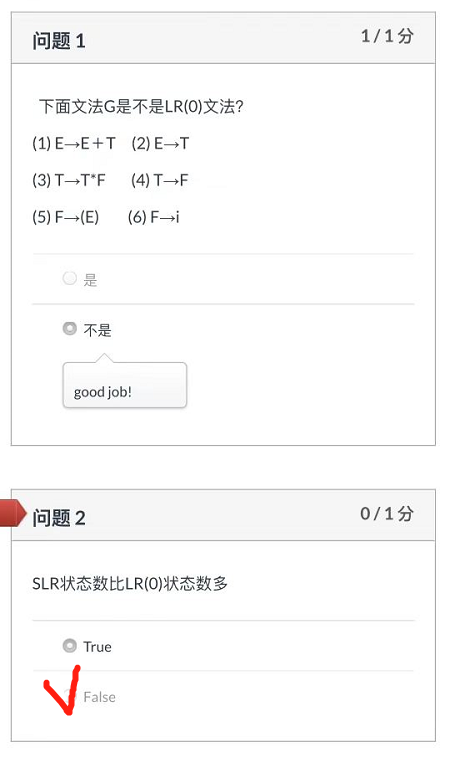 问题 1
1 / 1 分
下面文法G是不是LR(0)文法?
(1) E→E＋T (2) E→T
(3) T→T*F (4) T→F
(5) F→(E) (6) F→i
是
不是
good job!
问题 2
0 / 1 分
SLR状态数比LR(0)状态数多
True
False